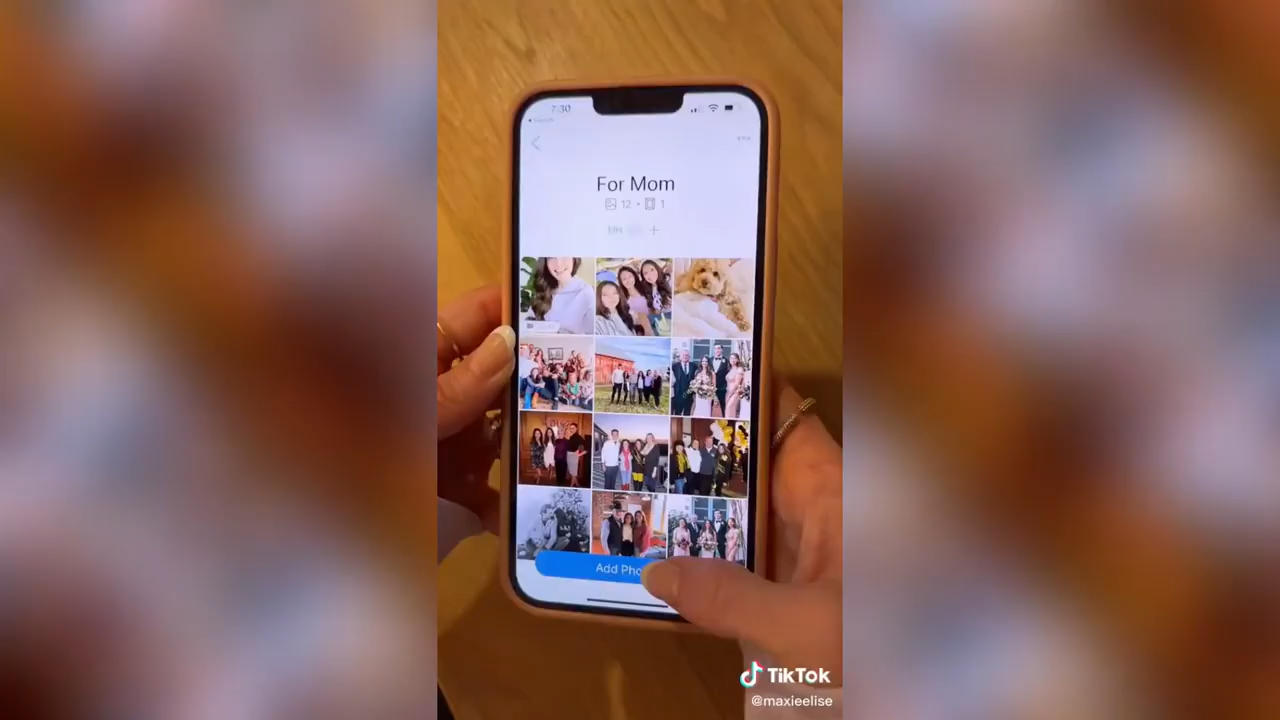 7:30
For Mom
12 • 1
+
Add Pho
TikTok
@maxieelise